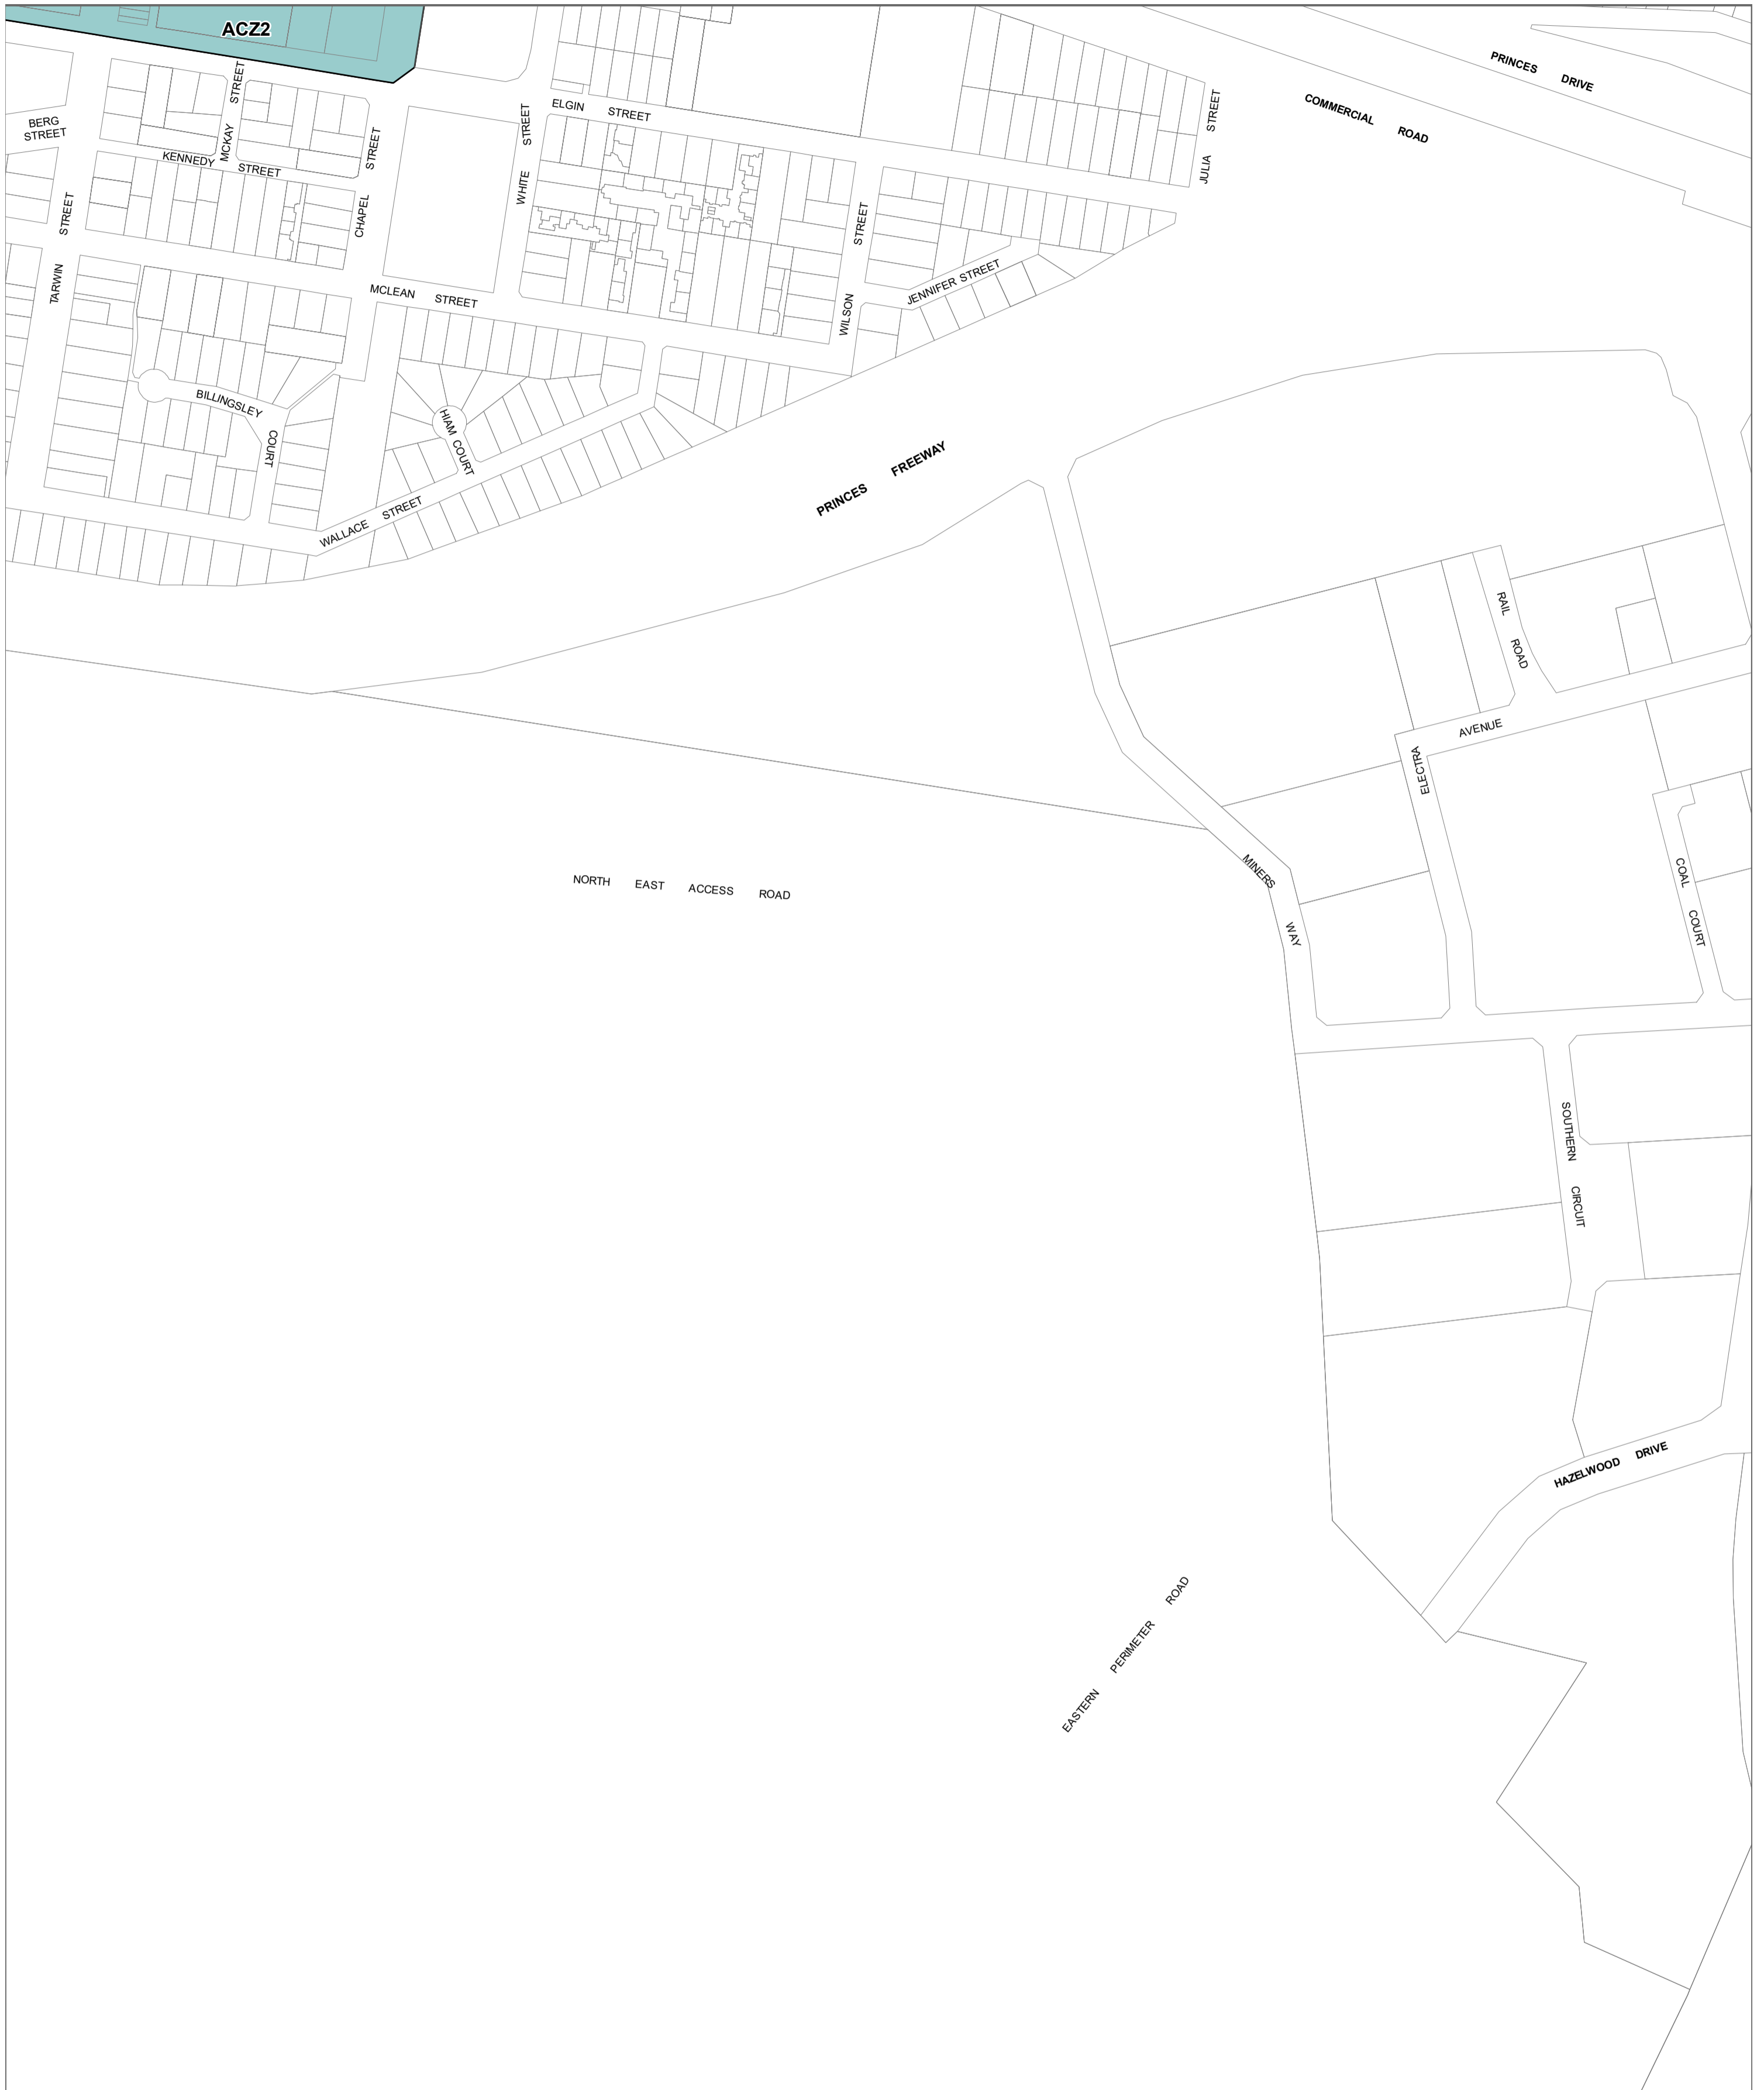 ACZ2
PRINCES DRIVE
COMMERCIAL ROAD
BERG
STREET
MCKAY STREET
KENNEDY STREET
CHAPEL STREET
ELGIN STREET
WHITE STREET
JULIA STREET
TARWIN STREET
WILSON STREET
JENNIFER STREET
MCLEAN STREET
BILLINGSLEY COURT
HIAM COURT
WALLACE STREET
PRINCES FREEWAY
RAIL ROAD
ELECTRA AVENUE
NORTH EAST ACCESS ROAD
MINERS WAY
COAL COURT
SOUTHERN CIRCUIT
HAZELWOOD DRIVE
EASTERN PERIMETER ROAD